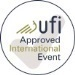 ufi
Approved
International
Event